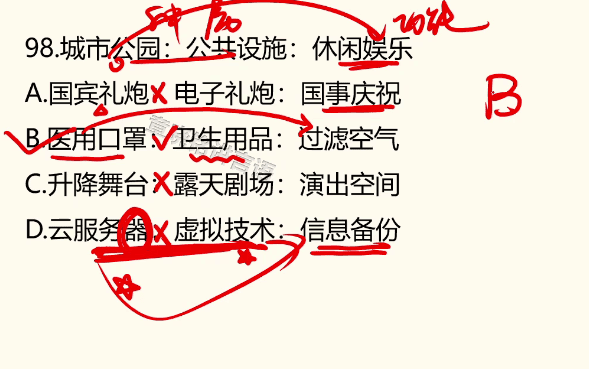 种属 功能
98.城市公园：公共设施：休闲娱乐
A.国宾礼炮：电子礼炮：国事庆祝
B
B.医用口罩：卫生用品：过滤空气
C.升降舞台：露天剧场：演出空间
D.云服务器：虚拟技术：信息备份